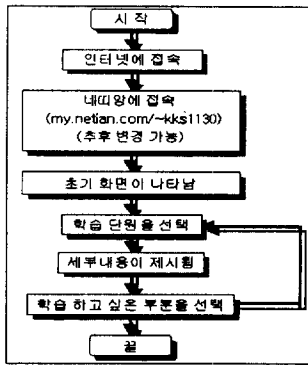 시 작
인터넷에 접속
내띠앙에 접속
(my.netian.com/~kks1130)
(추후 변경 가능)
초기 화면이 나타남
학습 단원을 선택
세부내용이 제시됨
학습 하고 싶은 부분을 선택
끝